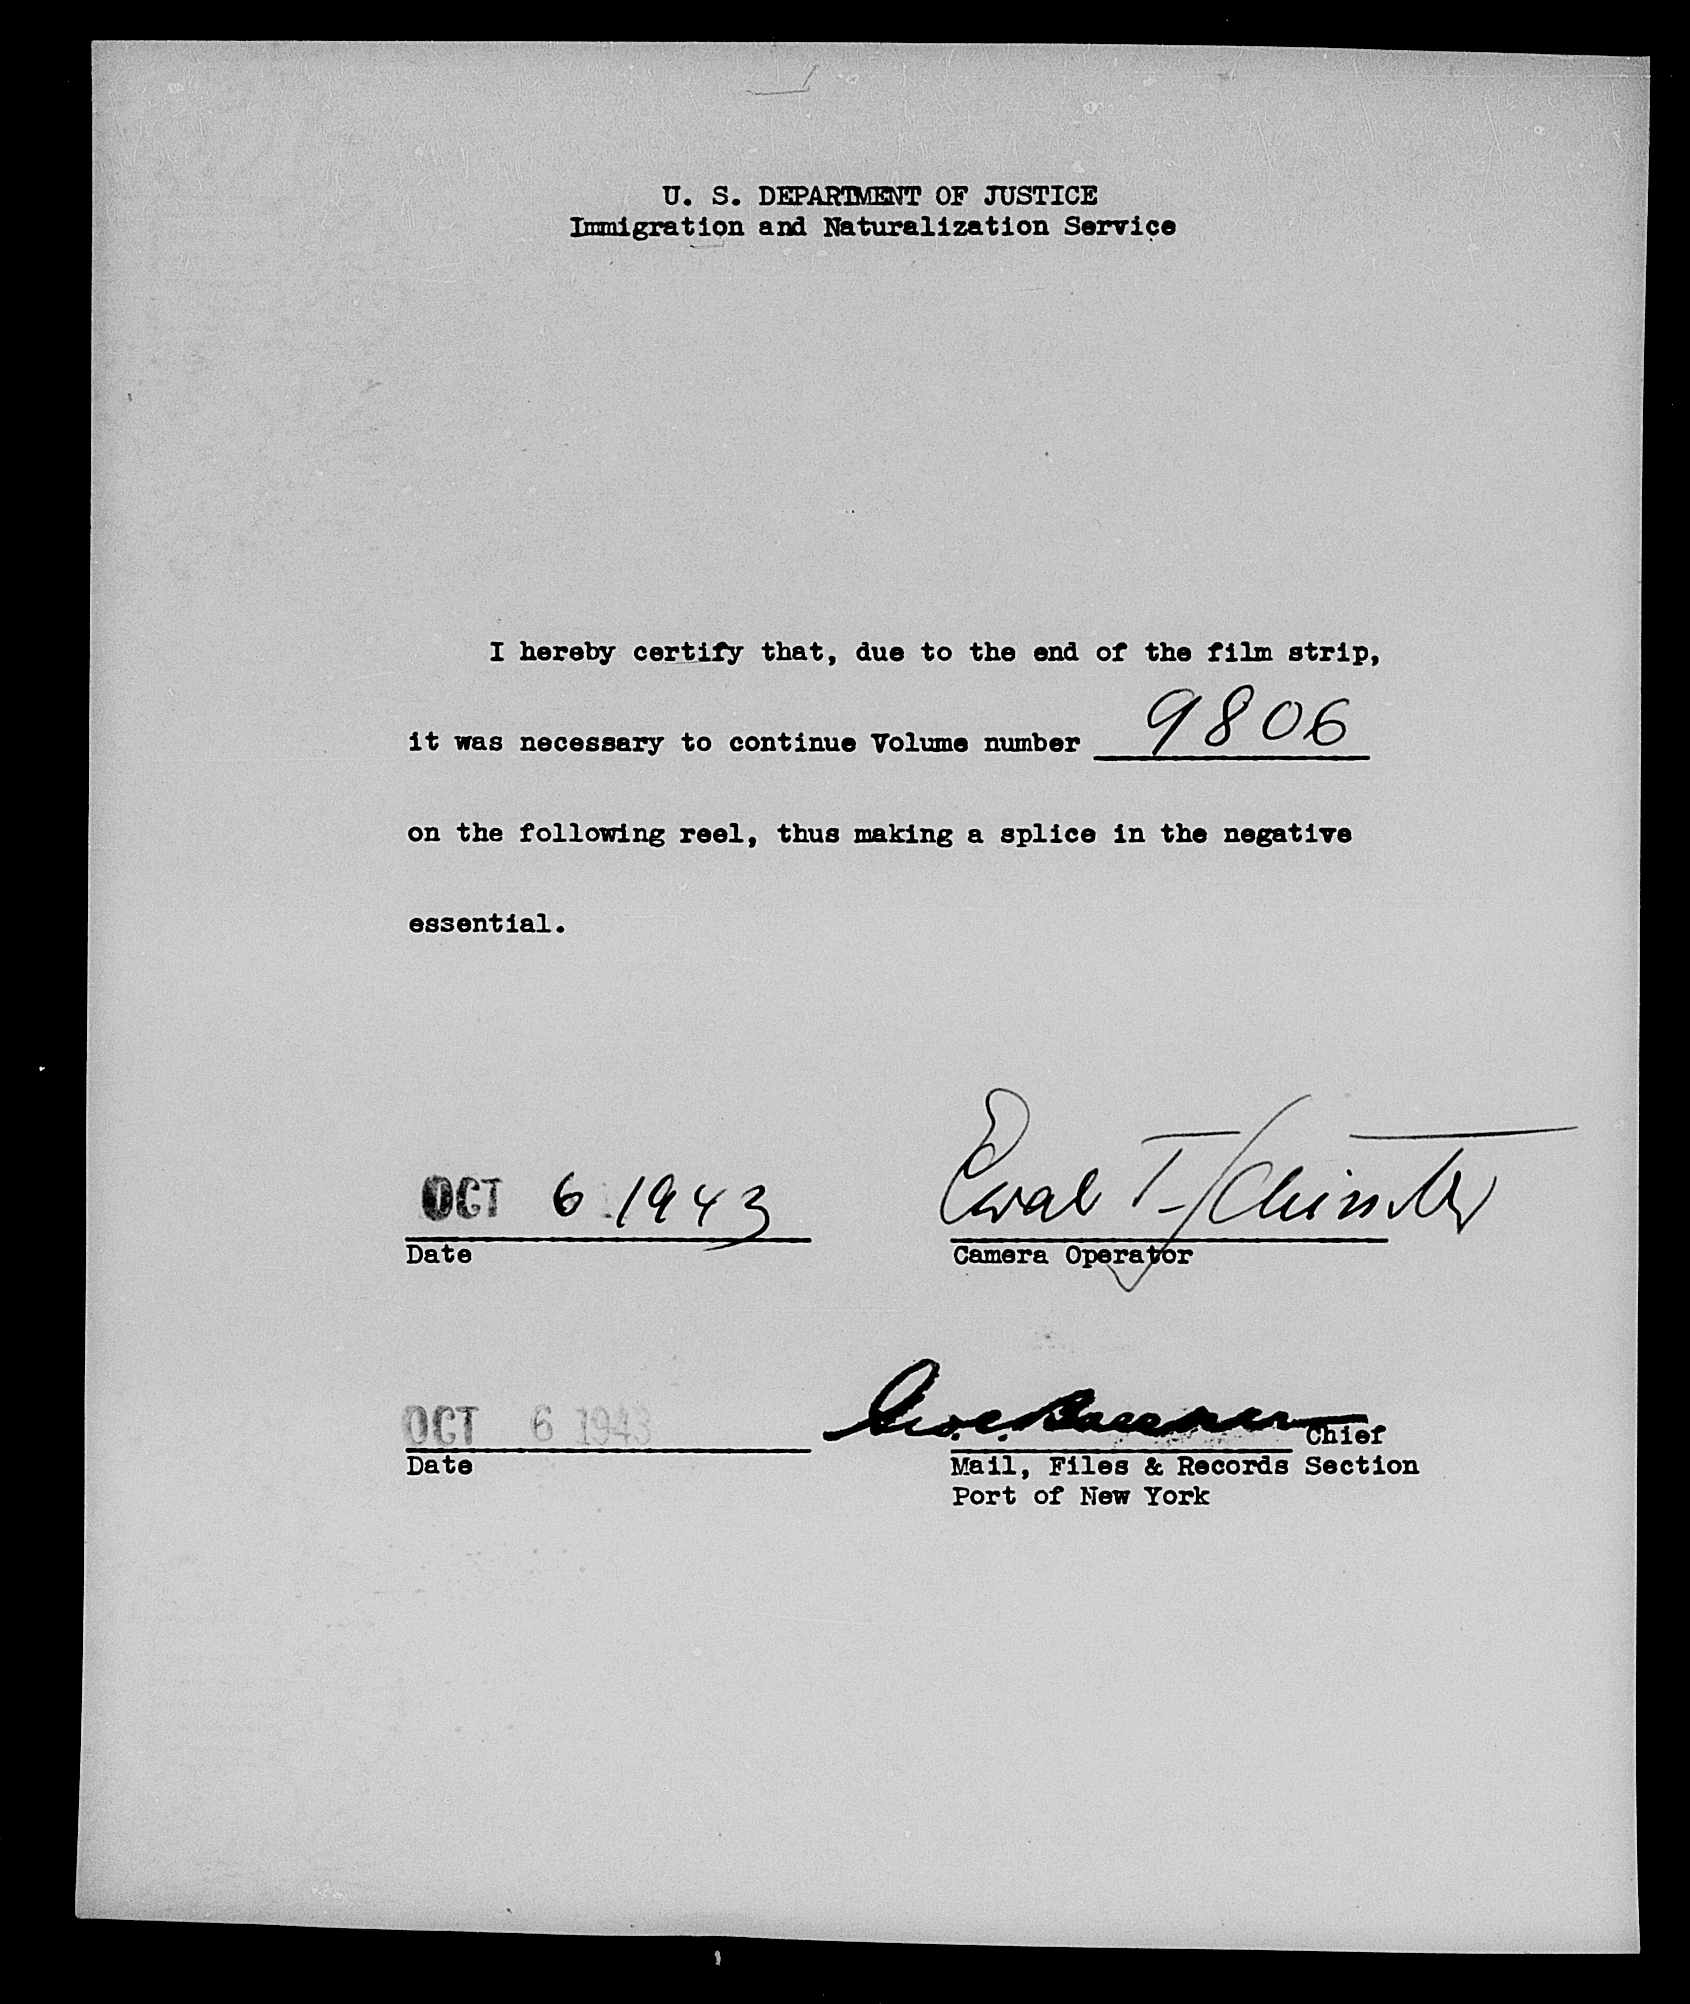 U. S. DEPARTMENT OF JUSTICE
Immigration and Naturalization Service
I hereby certify that, due to the end of the film strip,
it was necessary to continue Volume number 9806
on the following reel, thus making a splice in the negative
essential.
OCT 6 1943
Date
Camera Operator
OCT 6 1943
Date
Geo. C.
Chief
Mail, Files & Records Section
Port of New York